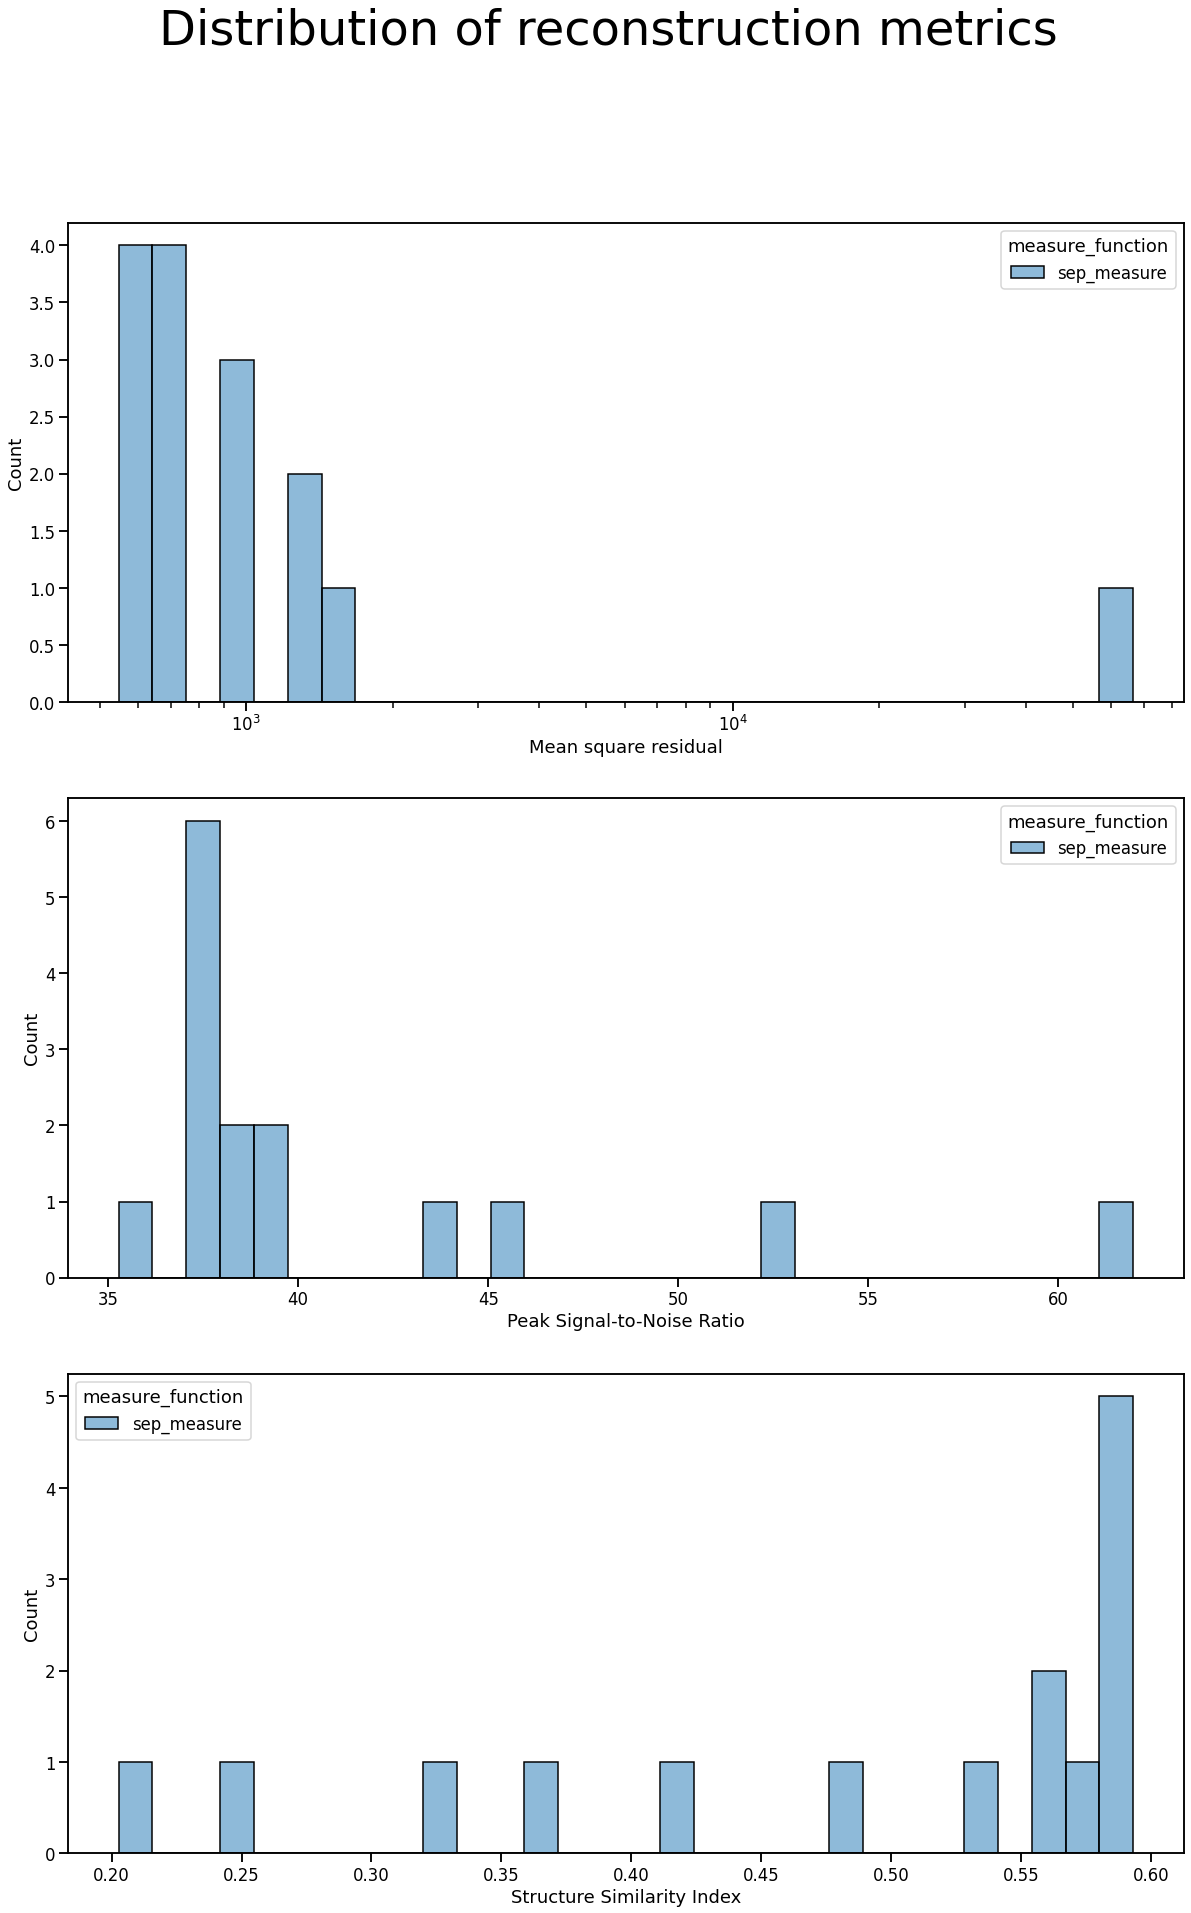 Distribution of reconstruction metrics
measure_function
sep_measure
4.0
3.5
3.0
2.5
2.0
1.5
1.0
0.5
0.0
Count
10³ 10⁴
Mean square residual
measure_function
sep_measure
6
5
4
3
2
1
0
Count
35 40 45 50 55 60
Peak Signal-to-Noise Ratio
measure_function
sep_measure
5
4
3
2
1
0
Count
0.20 0.25 0.30 0.35 0.40 0.45 0.50 0.55 0.60
Structure Similarity Index